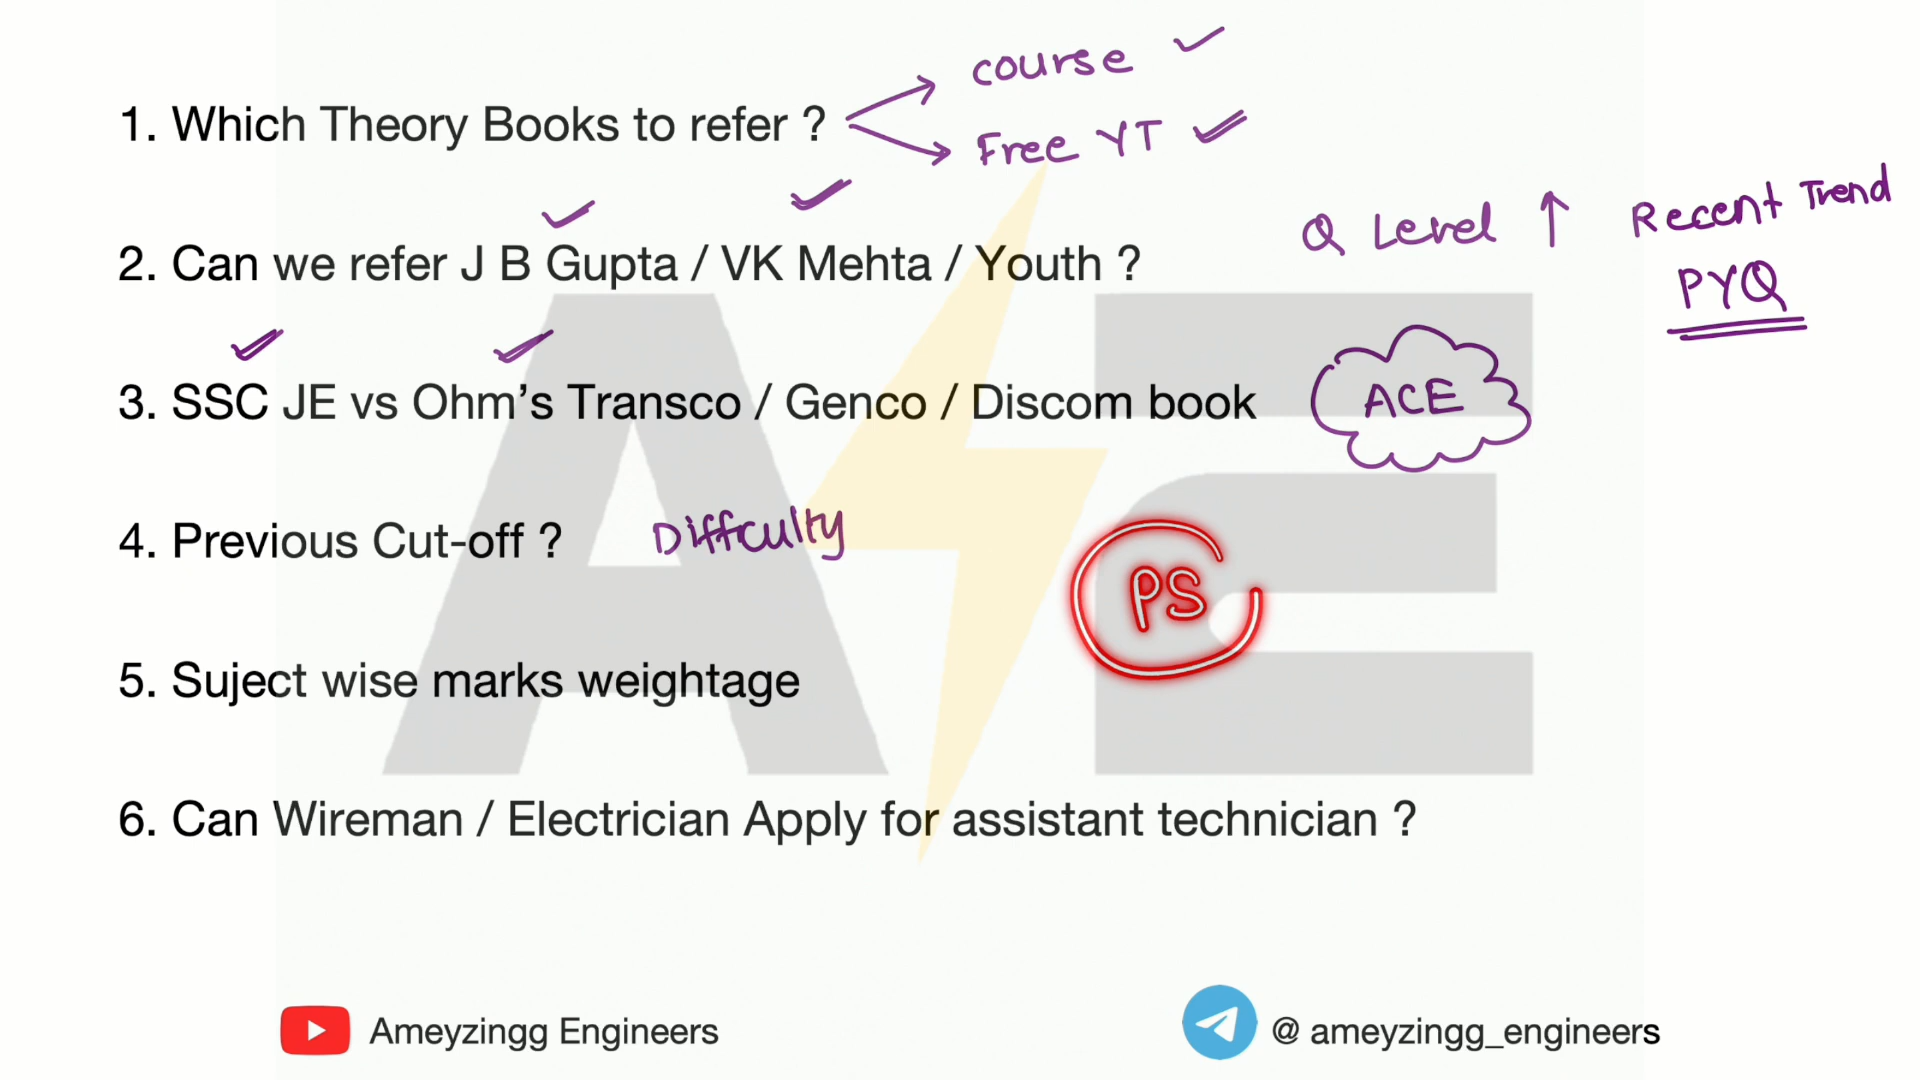 course
1. Which Theory Books to refer ?
Free YT
Q Level ↑ Recent Trend
PYQ
2. Can we refer J B Gupta / VK Mehta / Youth ?
3. SSC JE vs Ohm's Transco / Genco / Discom book
ACE
4. Previous Cut-off ? Diffculty
PS
5. Suject wise marks weightage
6. Can Wireman / Electrician Apply for assistant technician ?
AE
Ameyzingg Engineers
@ ameyzingg_engineers